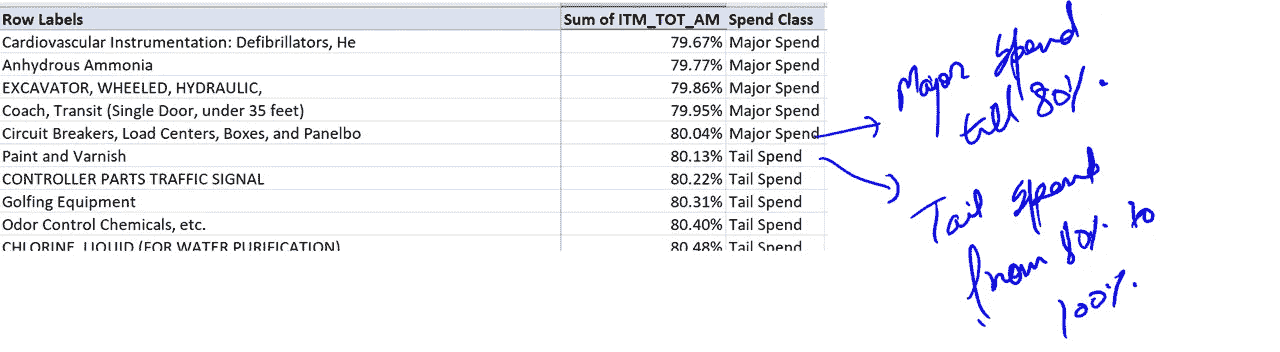 Row Labels Sum of ITM_TOT_AM Spend Class
Cardiovascular Instrumentation: Defibrillators, He 79.67% Major Spend
Anhydrous Ammonia 79.77% Major Spend
EXCAVATOR, WHEELED, HYDRAULIC, 79.86% Major Spend
Coach, Transit (Single Door, under 35 feet) 79.95% Major Spend
Circuit Breakers, Load Centers, Boxes, and Panelbo 80.04% Major Spend
Paint and Varnish 80.13% Tail Spend
CONTROLLER PARTS TRAFFIC SIGNAL 80.22% Tail Spend
Golfing Equipment 80.31% Tail Spend
Odor Control Chemicals, etc. 80.40% Tail Spend
CHLORINE, LIQUID (FOR WATER PURIFICATION) 80.48% Tail Spend
Major Spend
till 80%.
Tail Spend
from 80% to
100%.